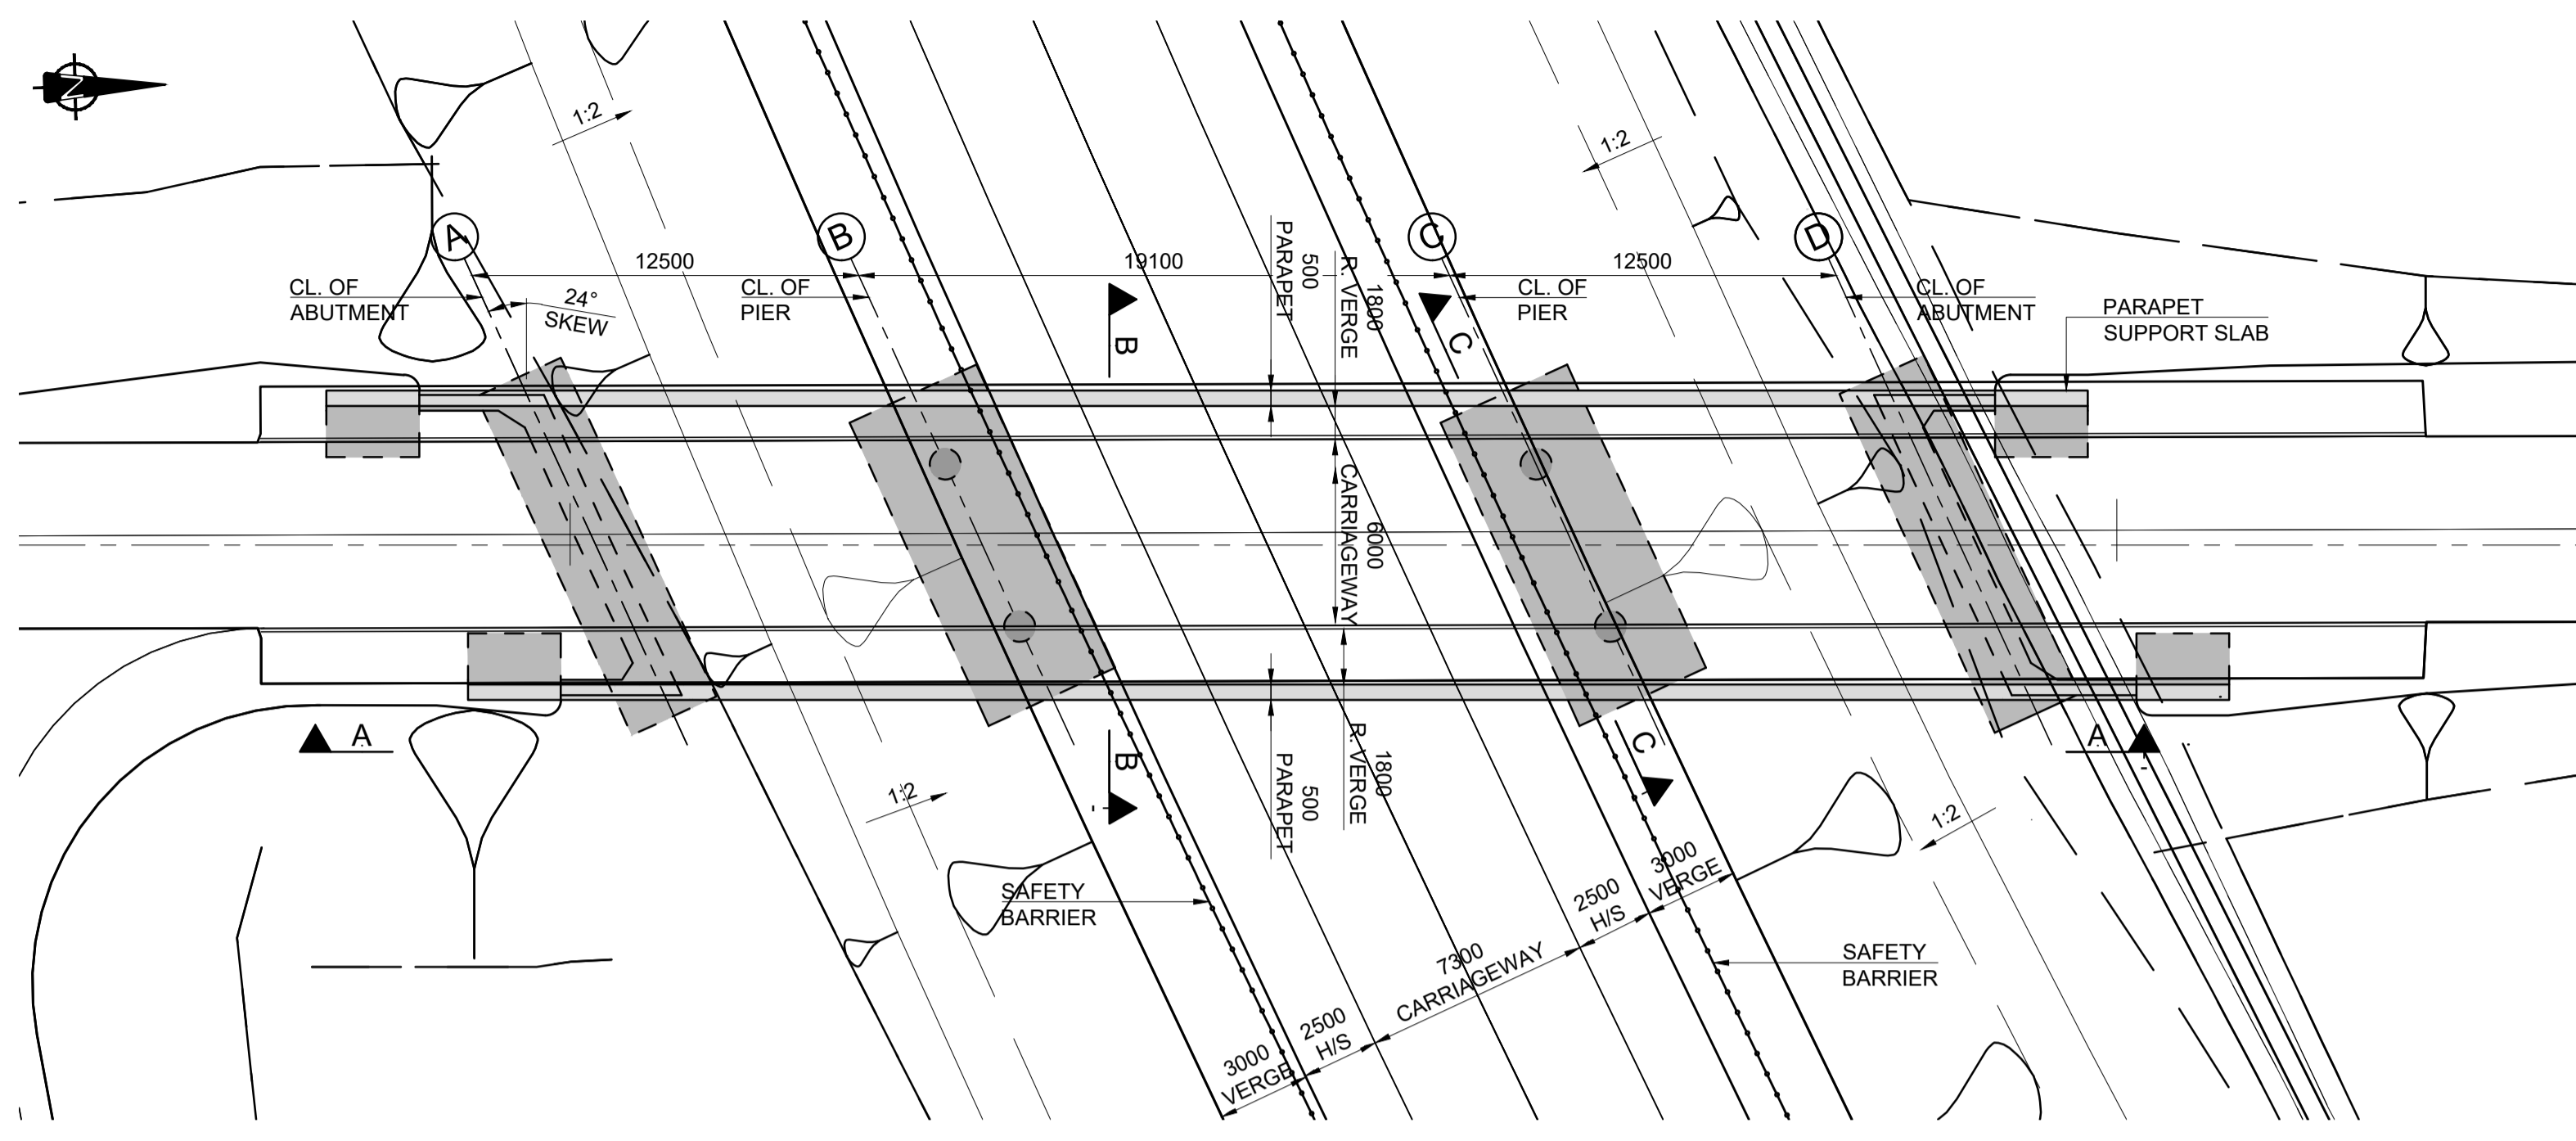 N
1:2
1:2
A
B
C
D
12500
19100
12500
CL. OF
ABUTMENT
24°
SKEW
CL. OF
PIER
B
500
PARAPET
1800
R. VERGE
C
CL. OF
PIER
CL. OF
ABUTMENT
PARAPET
SUPPORT SLAB
6000
CARRIAGEWAY
A
B
500
PARAPET
1800
R. VERGE
C
A
1:2
1:2
SAFETY
BARRIER
3000
VERGE
2500
H/S
7300
CARRIAGEWAY
2500
H/S
3000
VERGE
SAFETY
BARRIER